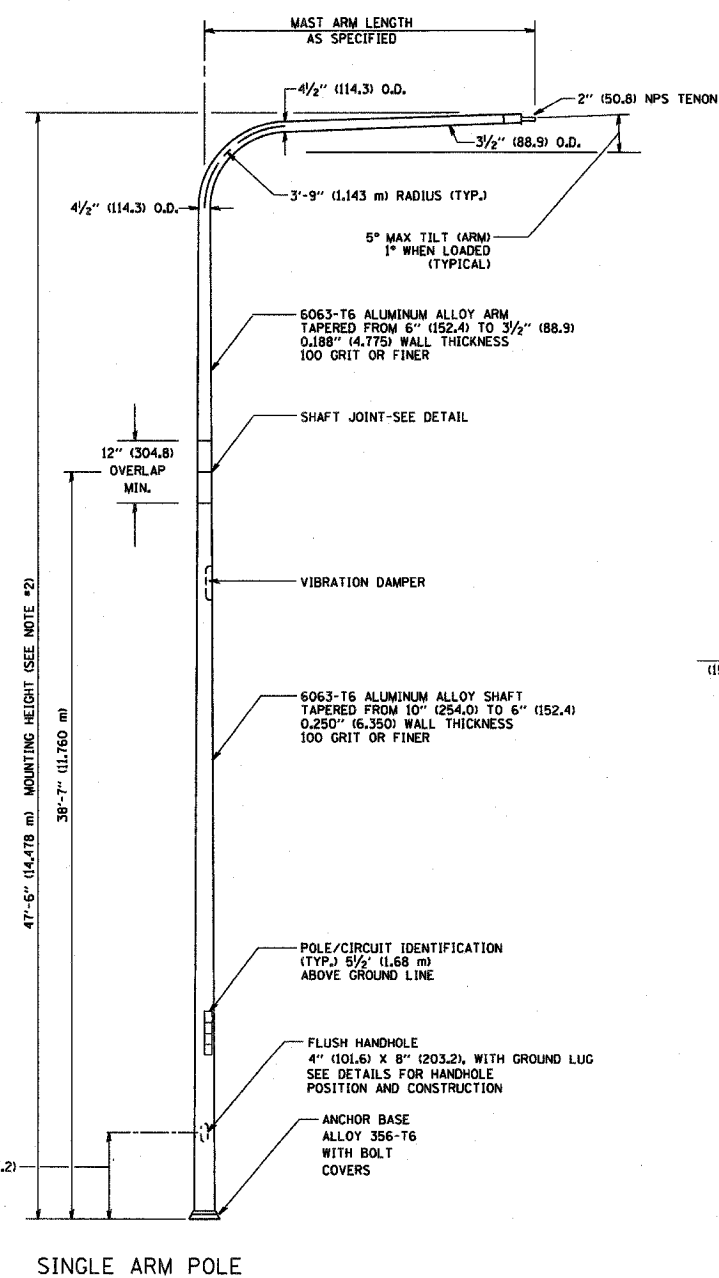 MAST ARM LENGTH
AS SPECIFIED
4½" (114.3) O.D.
2" (50.8) NPS TENON
3½" (88.9) O.D.
3'-9" (1.143 m) RADIUS (TYP.)
4½" (114.3) O.D.
5° MAX TILT (ARM)
1° WHEN LOADED
(TYPICAL)
6063-T6 ALUMINUM ALLOY ARM
TAPERED FROM 6" (152.4) TO 3½" (88.9)
0.188" (4.775) WALL THICKNESS
100 GRIT OR FINER
SHAFT JOINT-SEE DETAIL
12" (304.8)
OVERLAP
MIN.
VIBRATION DAMPER
47'-6" (14.478 m) MOUNTING HEIGHT (SEE NOTE #2)
38'-7" (11.760 m)
(15
6063-T6 ALUMINUM ALLOY SHAFT
TAPERED FROM 10" (254.0) TO 6" (152.4)
0.250" (6.350) WALL THICKNESS
100 GRIT OR FINER
POLE/CIRCUIT IDENTIFICATION
(TYP.) 5½' (1.68 m)
ABOVE GROUND LINE
FLUSH HANDHOLE
4" (101.6) X 8" (203.2), WITH GROUND LUG
SEE DETAILS FOR HANDHOLE
POSITION AND CONSTRUCTION
ANCHOR BASE
ALLOY 356-T6
WITH BOLT
COVERS
.2)
SINGLE ARM POLE